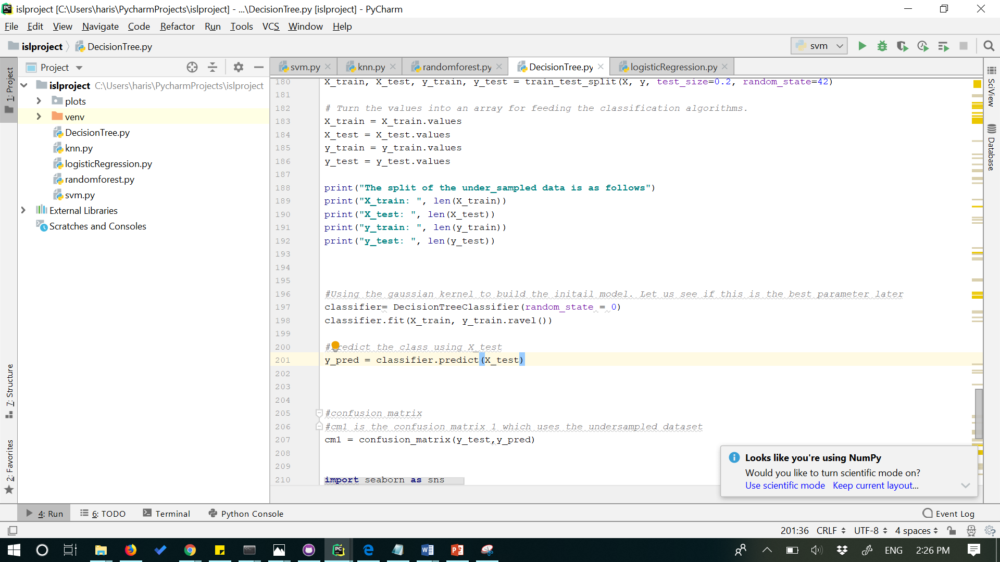 islproject [C:\Users\haris\PycharmProjects\islproject] - ...\DecisionTree.py [islproject] - PyCharm
File Edit View Navigate Code Refactor Run Tools VCS Window Help
islproject DecisionTree.py svm
1: Project
7: Structure
2: Favorites
Project
islproject C:\Users\haris\PycharmProjects\islproject
plots
venv
DecisionTree.py
knn.py
logisticRegression.py
randomforest.py
svm.py
External Libraries
Scratches and Consoles
svm.py knn.py randomforest.py DecisionTree.py logisticRegression.py
180 X_train, X_test, y_train, y_test = train_test_split(X, y, test_size=0.2, random_state=42)
181
182 # Turn the values into an array for feeding the classification algorithms.
183 X_train = X_train.values
184 X_test = X_test.values
185 y_train = y_train.values
186 y_test = y_test.values
187
188 print("The split of the under_sampled data is as follows")
189 print("X_train: ", len(X_train))
190 print("X_test: ", len(X_test))
191 print("y_train: ", len(y_train))
192 print("y_test: ", len(y_test))
193
194
195
196 #Using the gaussian kernel to build the initail model. Let us see if this is the best parameter later
197 classifier= DecisionTreeClassifier(random_state = 0)
198 classifier.fit(X_train, y_train.ravel())
199
200 #Predict the class using X_test
201 y_pred = classifier.predict(X_test)
202
203
204
205 #confusion matrix
206 #cm1 is the confusion matrix 1 which uses the undersampled dataset
207 cm1 = confusion_matrix(y_test,y_pred)
208
209
210 import seaborn as sns
SciView
Database
Looks like you're using NumPy
Would you like to turn scientific mode on?
Use scientific mode Keep current layout...
4: Run 6: TODO Terminal Python Console Event Log
201:36 CRLF UTF-8 4 spaces
ENG 2:26 PM